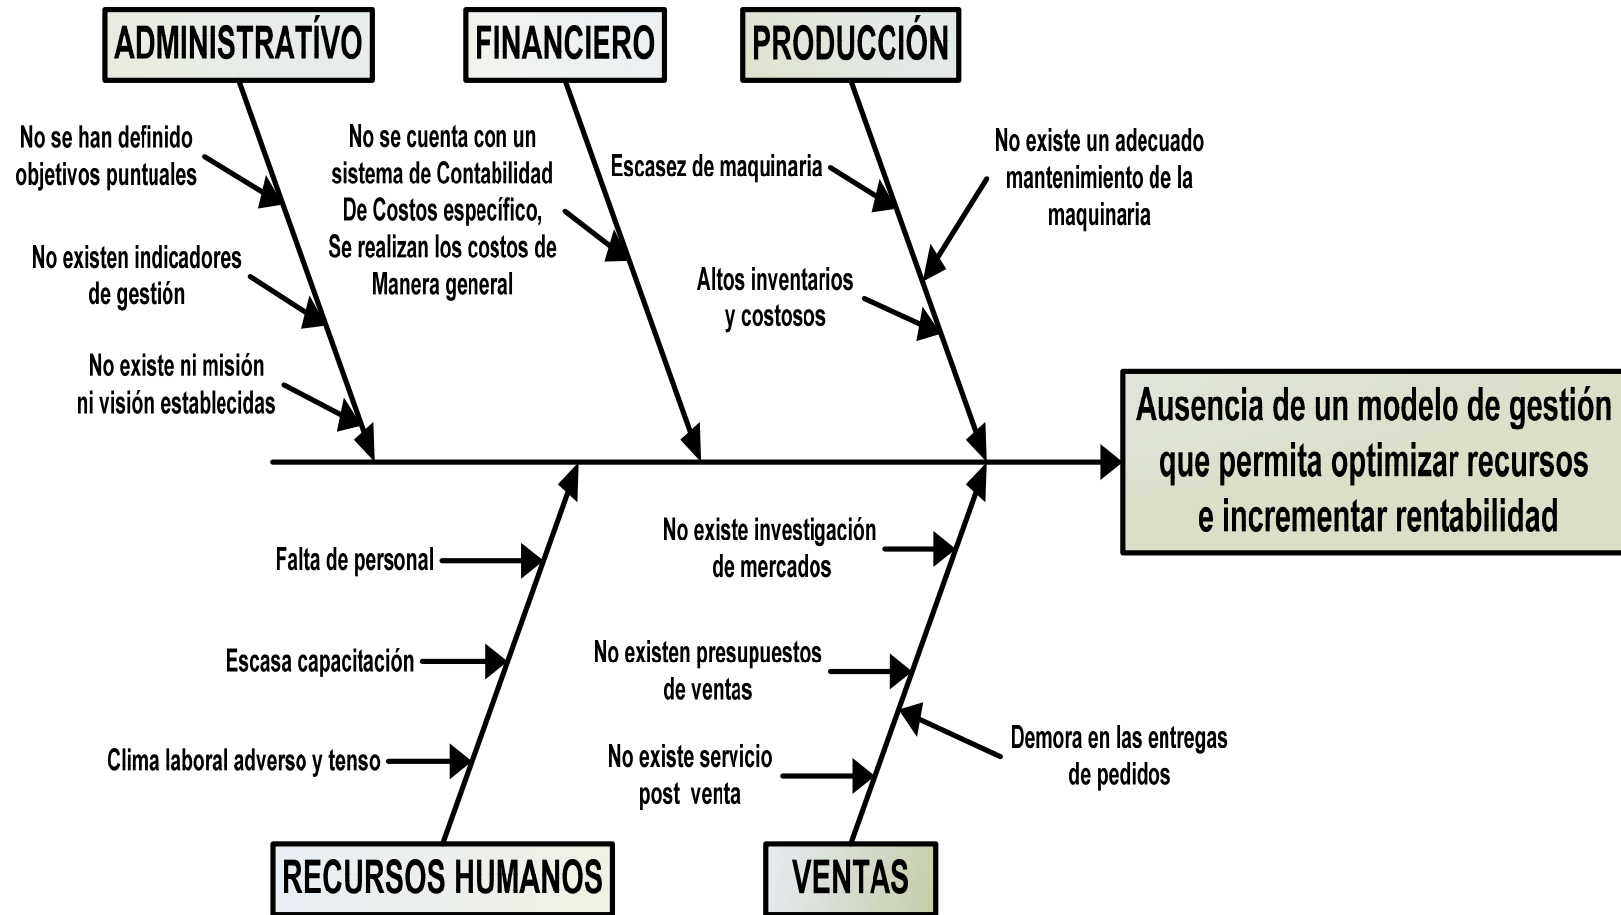 ADMINISTRATÍVO
FINANCIERO
PRODUCCIÓN
No se han definido
objetivos puntuales
No existen indicadores
de gestión
No existe ni misión
ni visión establecidas
No se cuenta con un
sistema de Contabilidad
De Costos específico,
Se realizan los costos de
Manera general
Escasez de maquinaria
Altos inventarios
y costosos
No existe un adecuado
mantenimiento de la
maquinaria
Ausencia de un modelo de gestión
que permita optimizar recursos
e incrementar rentabilidad
Falta de personal
Escasa capacitación
Clima laboral adverso y tenso
No existe investigación
de mercados
No existen presupuestos
de ventas
No existe servicio
post venta
Demora en las entregas
de pedidos
RECURSOS HUMANOS
VENTAS